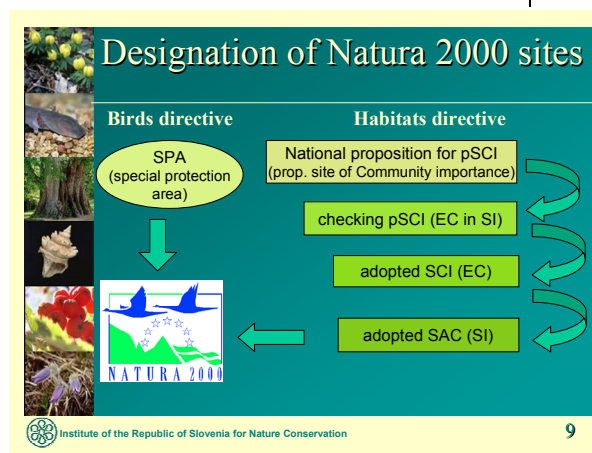 Designation of Natura 2000 sites
Birds directive
SPA
(special protection
area)
Habitats directive
National proposition for pSCI
(prop. site of Community importance)
checking pSCI (EC in SI)
adopted SCI (EC)
adopted SAC (SI)
NATURA 2000
Institute of the Republic of Slovenia for Nature Conservation
9